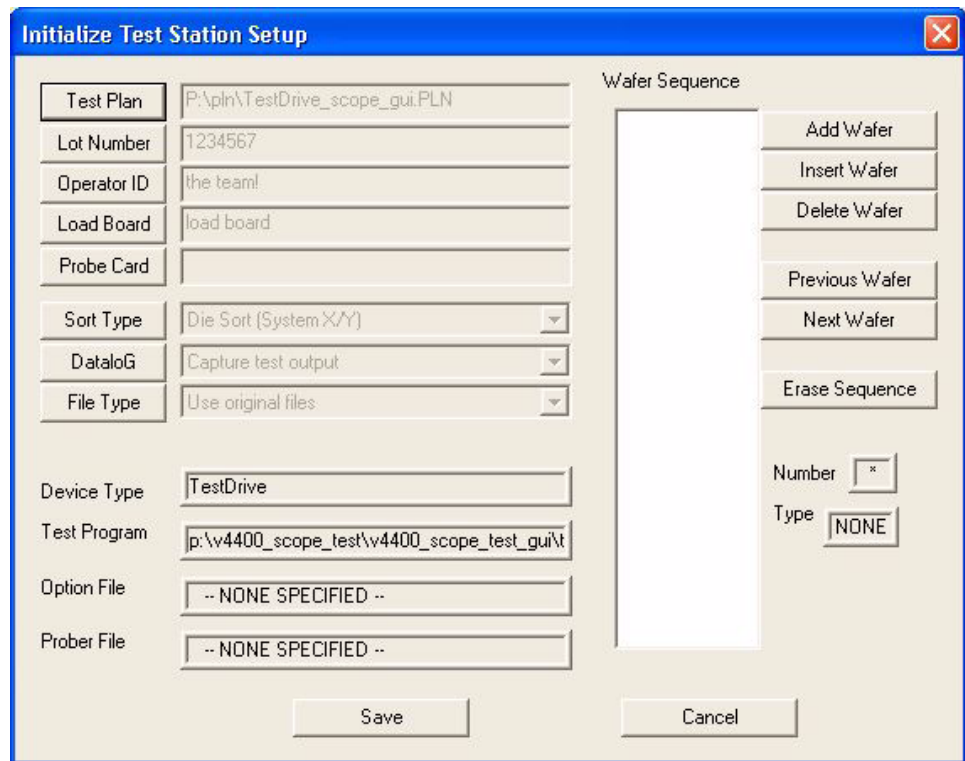 Initialize Test Station Setup
Test Plan P:\pln\TestDrive_scope_gui.PLN
Lot Number 1234567
Operator ID the team!
Load Board load board
Probe Card
Sort Type Die Sort (System X/Y)
DataloG Capture test output
File Type Use original files
Device Type TestDrive
Test Program p:\v4400_scope_test\v4400_scope_test_gui\t
Option File -- NONE SPECIFIED --
Prober File -- NONE SPECIFIED --
Wafer Sequence
Add Wafer
Insert Wafer
Delete Wafer
Previous Wafer
Next Wafer
Erase Sequence
Number *
Type NONE
Save Cancel